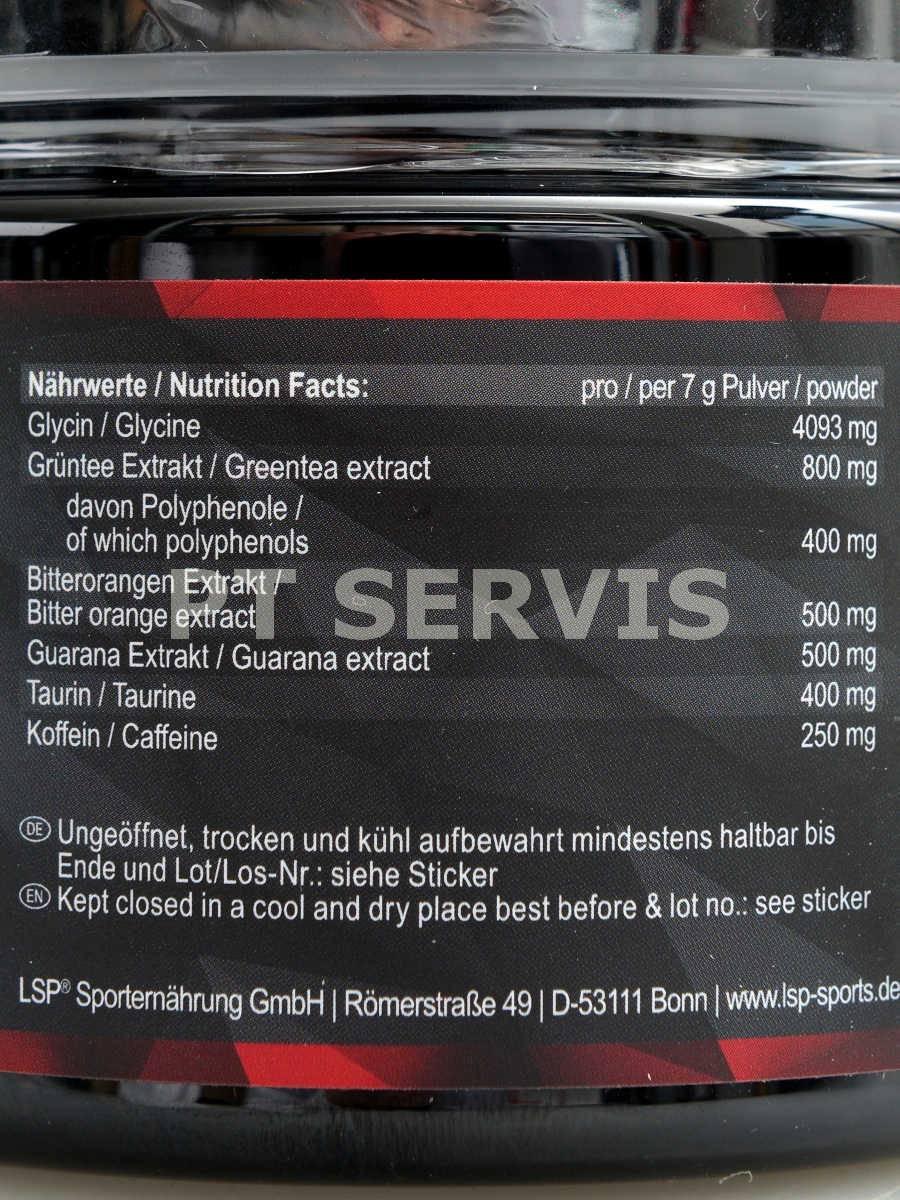 Nährwerte / Nutrition Facts: pro / per 7 g Pulver / powder
Glycin / Glycine 4093 mg
Grüntee Extrakt / Greentea extract 800 mg
davon Polyphenole /
of which polyphenols 400 mg
Bitterorangen Extrakt /
Bitter orange extract 500 mg
PT SERVIS
Guarana Extrakt / Guarana extract 500 mg
Taurin / Taurine 400 mg
Koffein / Caffeine 250 mg
DE Ungeöffnet, trocken und kühl aufbewahrt mindestens haltbar bis
Ende und Lot/Los-Nr.: siehe Sticker
EN Kept closed in a cool and dry place best before & lot no.: see sticker
LSP® Sporternährung GmbH | Römerstraße 49 | D-53111 Bonn | www.lsp-sports.de